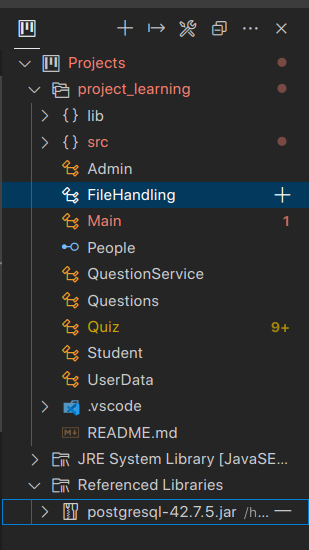 Projects
project_learning
{} lib
{} src
Admin
FileHandling
Main 1
People
QuestionService
Questions
Quiz 9+
Student
UserData
.vscode
README.md
JRE System Library [JavaSE...
Referenced Libraries
postgresql-42.7.5.jar /h...